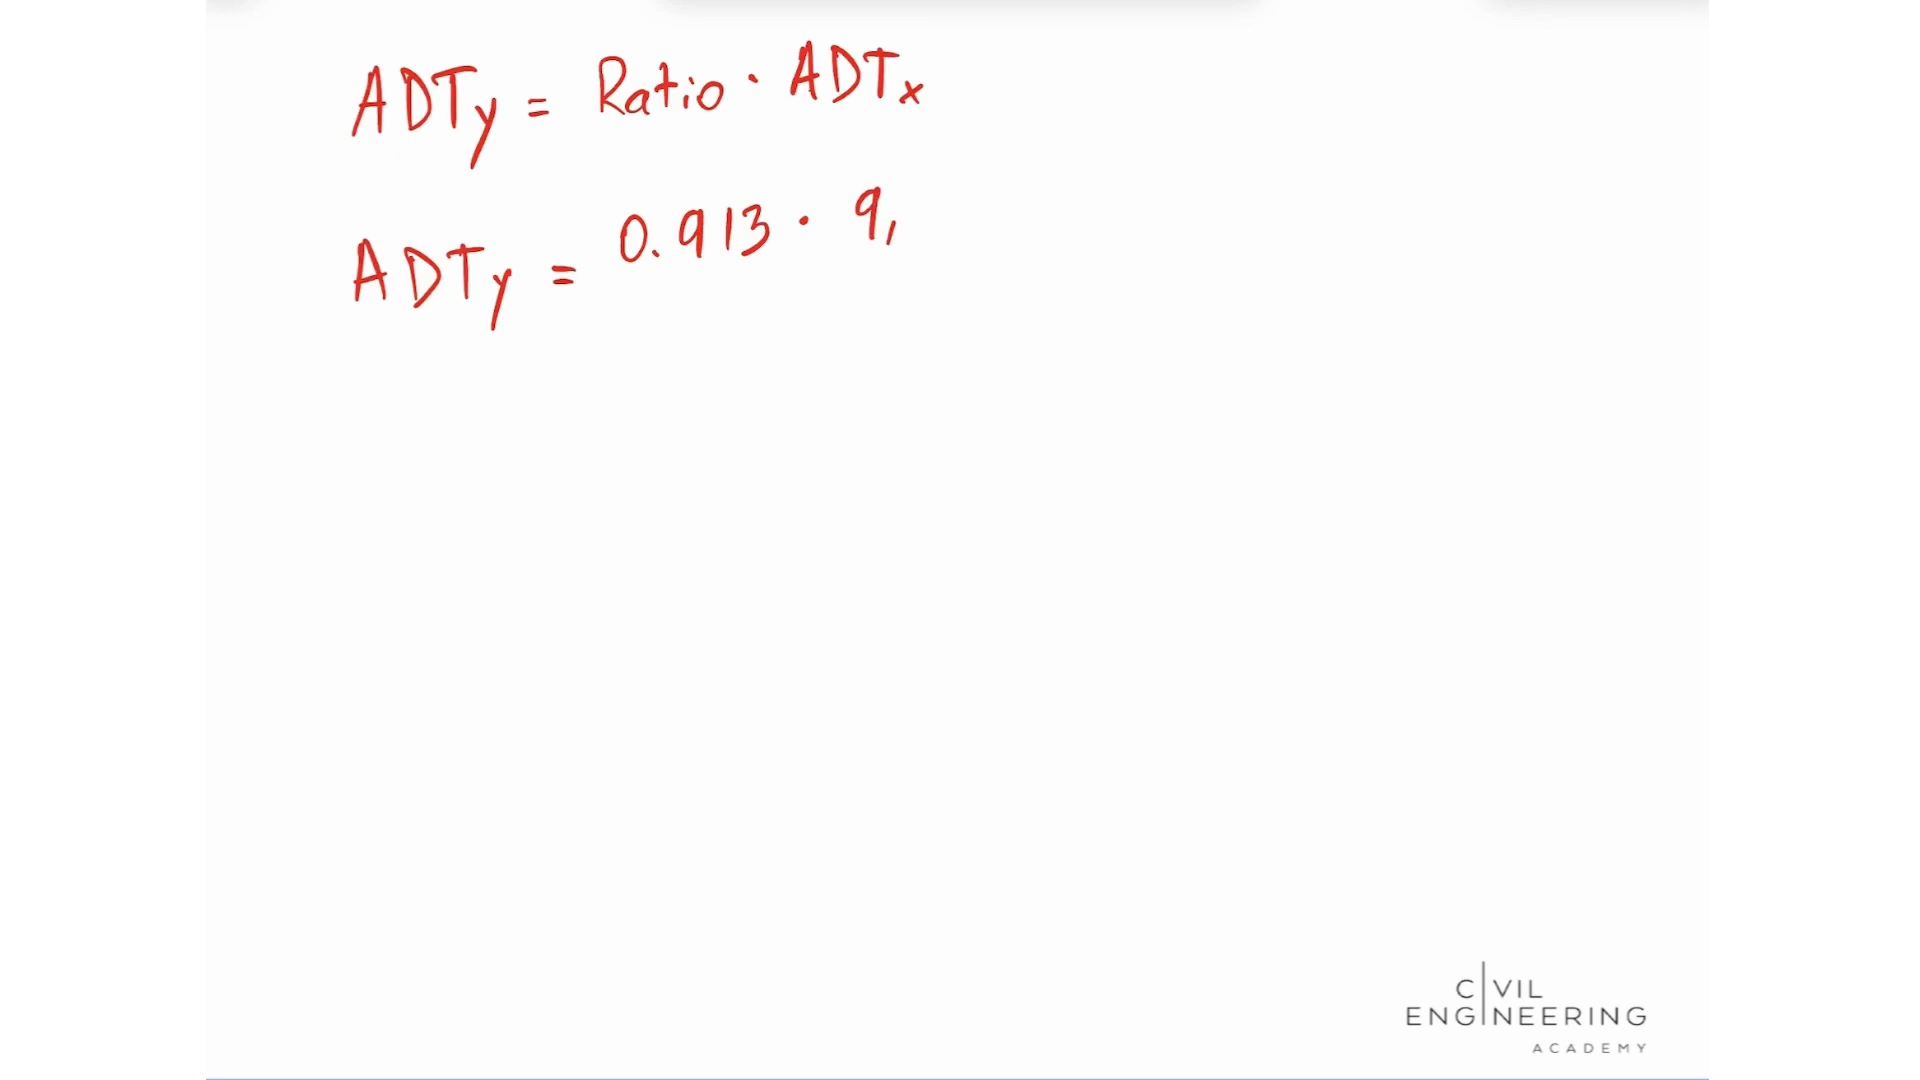 ADTy = Ratio · ADTx
ADTy = 0.913 · 9,
CIVIL
ENGINEERING
ACADEMY